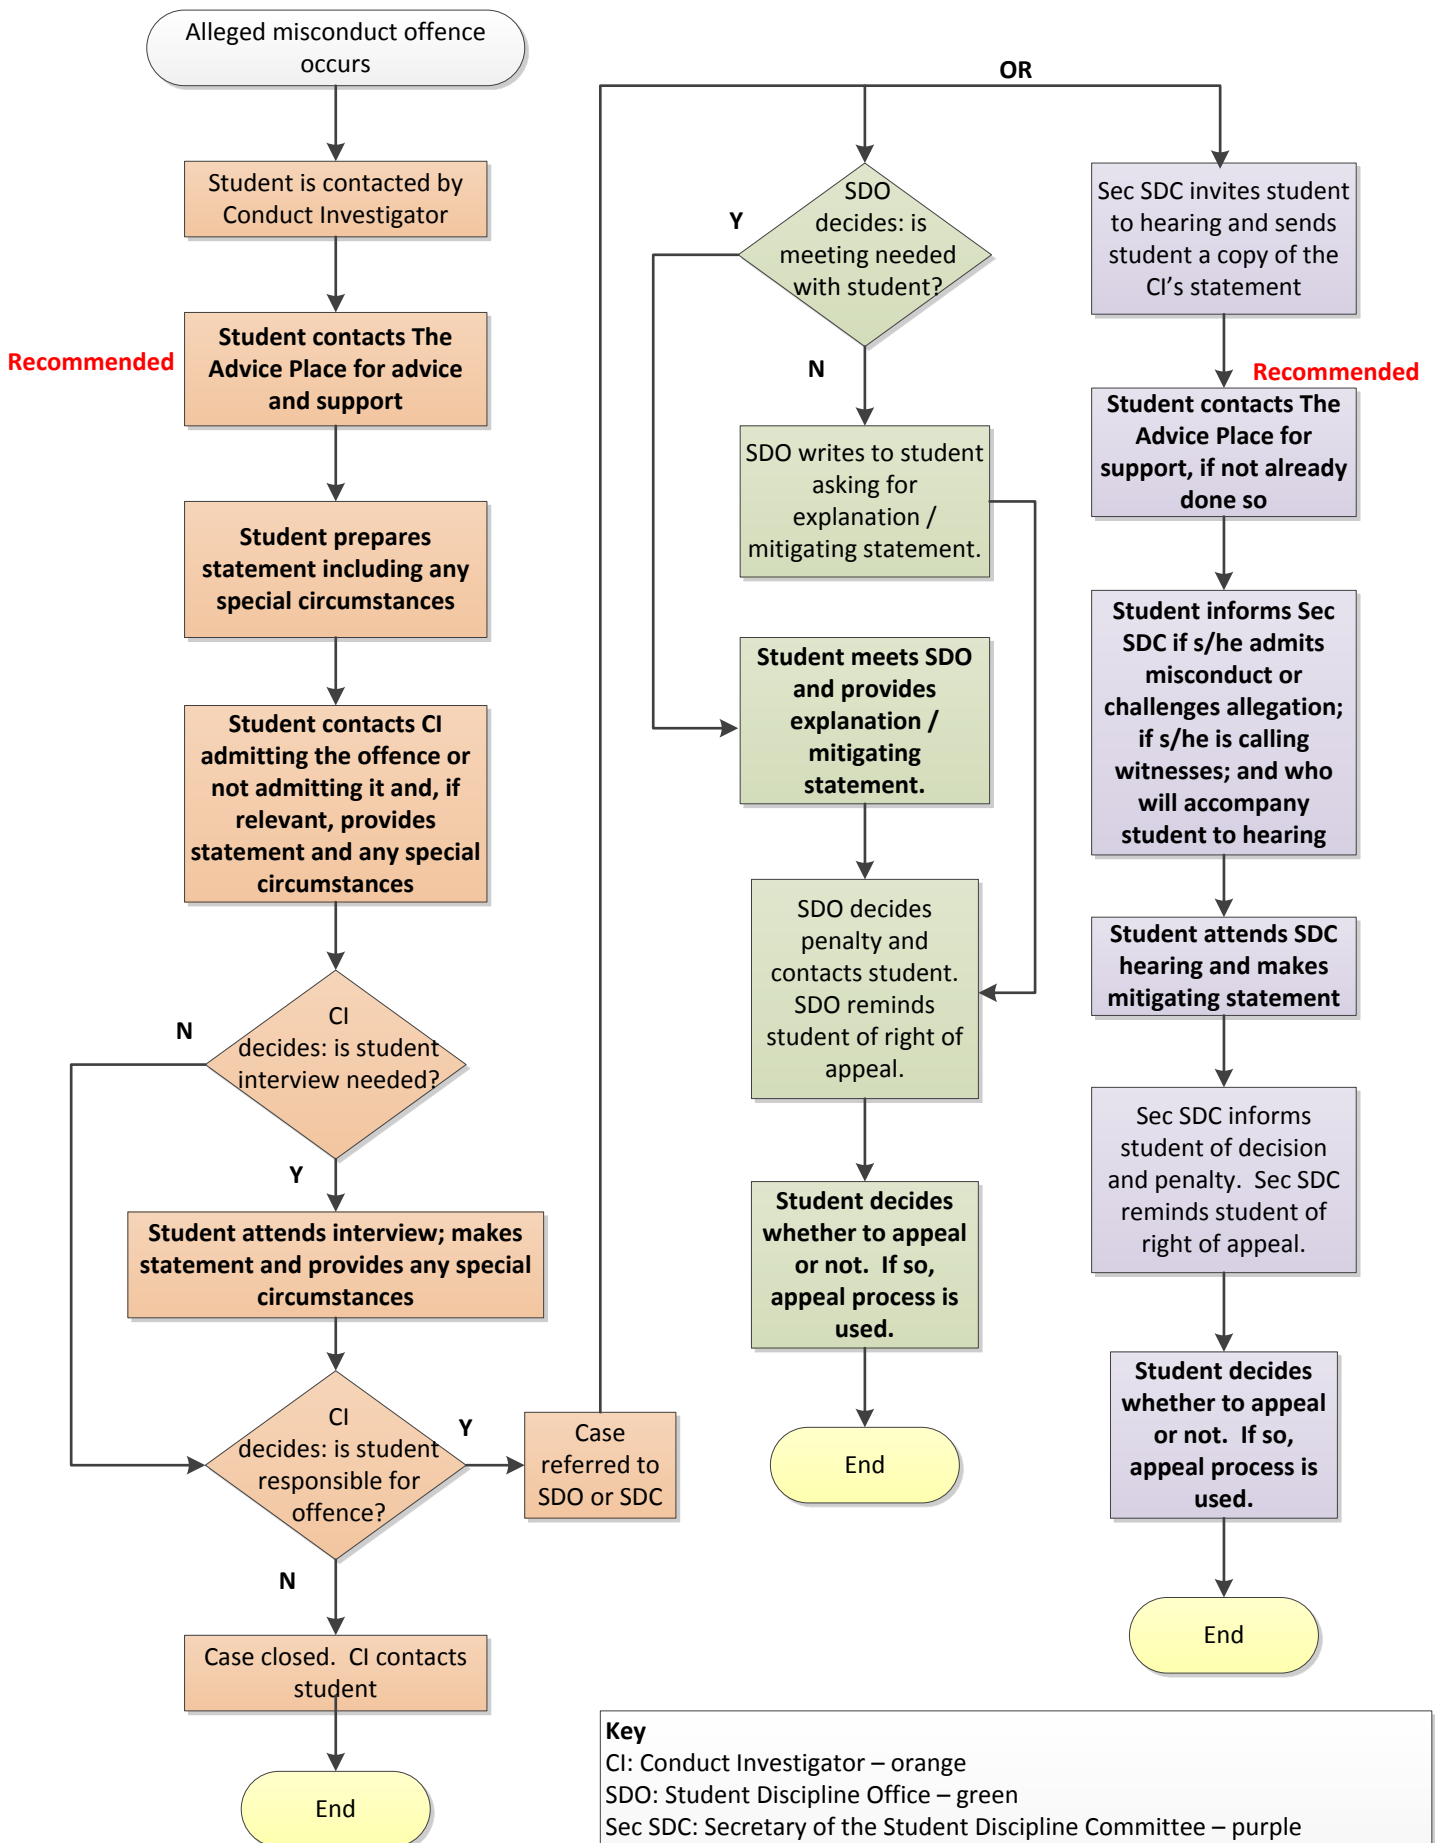 Alleged misconduct offence
occurs
Student is contacted by
Conduct Investigator
Recommended
Student contacts The
Advice Place for advice
and support
Student prepares
statement including any
special circumstances
Student contacts CI
admitting the offence or
not admitting it and, if
relevant, provides
statement and any special
circumstances
CI
decides: is student
interview needed?
N
Y
Student attends interview; makes
statement and provides any special
circumstances
CI
decides: is student
responsible for
offence?
Y
N
Case
referred to
SDO or SDC
Case closed.  CI contacts
student
End
OR
SDO
decides: is
meeting needed
with student?
Y
N
SDO writes to student
asking for
explanation /
mitigating statement.
Student meets SDO
and provides
explanation /
mitigating
statement.
SDO decides
penalty and
contacts student.
SDO reminds
student of right of
appeal.
Student decides
whether to appeal
or not.  If so,
appeal process is
used.
End
Sec SDC invites student
to hearing and sends
student a copy of the
CI’s statement
Recommended
Student contacts The
Advice Place for
support, if not already
done so
Student informs Sec
SDC if s/he admits
misconduct or
challenges allegation;
if s/he is calling
witnesses; and who
will accompany
student to hearing
Student attends SDC
hearing and makes
mitigating statement
Sec SDC informs
student of decision
and penalty.  Sec SDC
reminds student of
right of appeal.
Student decides
whether to appeal
or not.  If so,
appeal process is
used.
End
Key
CI: Conduct Investigator – orange
SDO: Student Discipline Office – green
Sec SDC: Secretary of the Student Discipline Committee – purple